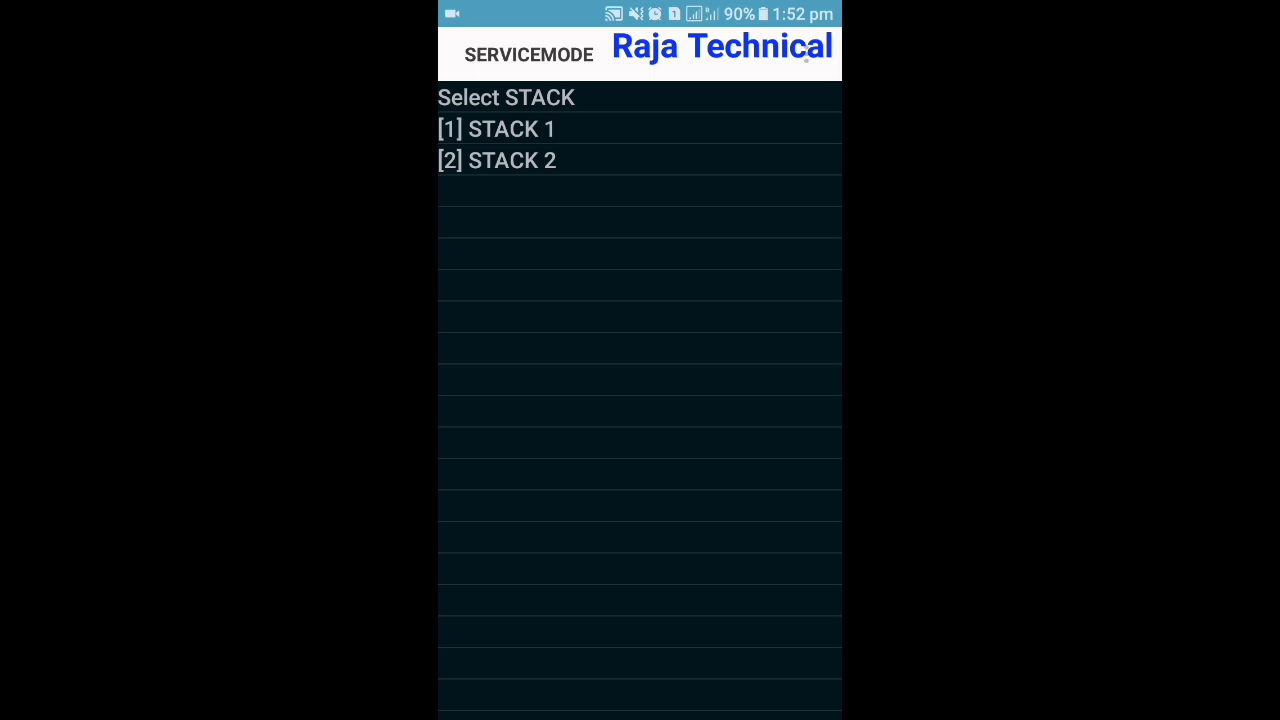 90% 1:52 pm
SERVICEMODE Raja Technical
Select STACK
[1] STACK 1
[2] STACK 2